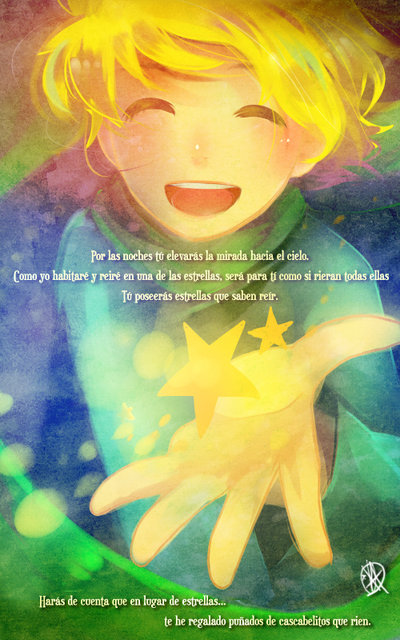 Por las noches tú elevarás la mirada hacia el cielo.
Como yo habitaré y reiré en una de las estrellas, será para tí como si rieran todas ellas
Tú poseerás estrellas que saben reír.
Harás de cuenta que en lugar de estrellas...
te he regalado puñados de cascabelitos que ríen.